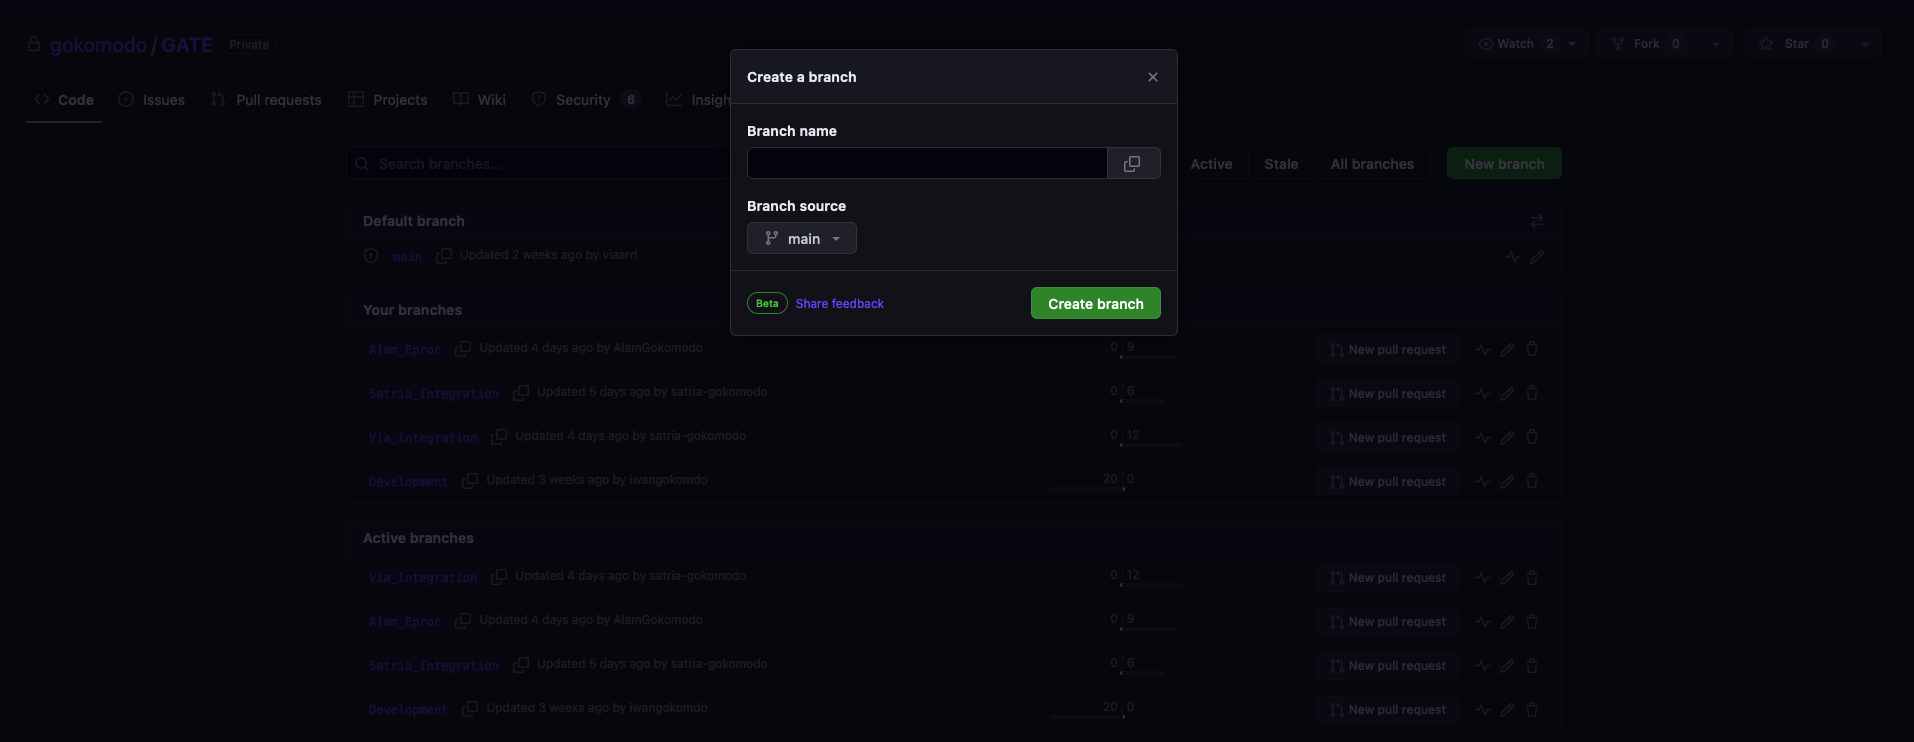 gokomodo / GATE Private
Watch 2 Fork 0 Star 0
Code Issues Pull requests Projects Wiki Security 6 Insigh
Create a branch
Branch name
Branch source
main
Beta Share feedback Create branch
Search branches... Active Stale All branches New branch
Default branch
main Updated 2 weeks ago by viaarri
Your branches
Alam_Eproc Updated 4 days ago by AlamGokomodo 0 9 New pull request
Satria_Integration Updated 5 days ago by satria-gokomodo 0 6 New pull request
Via_Integration Updated 4 days ago by satria-gokomodo 0 12 New pull request
Development Updated 3 weeks ago by iwangokomdo 20 0 New pull request
Active branches
Via_Integration Updated 4 days ago by satria-gokomodo 0 12 New pull request
Alam_Eproc Updated 4 days ago by AlamGokomodo 0 9 New pull request
Satria_Integration Updated 5 days ago by satria-gokomodo 0 6 New pull request
Development Updated 3 weeks ago by iwangokomdo 20 0 New pull request